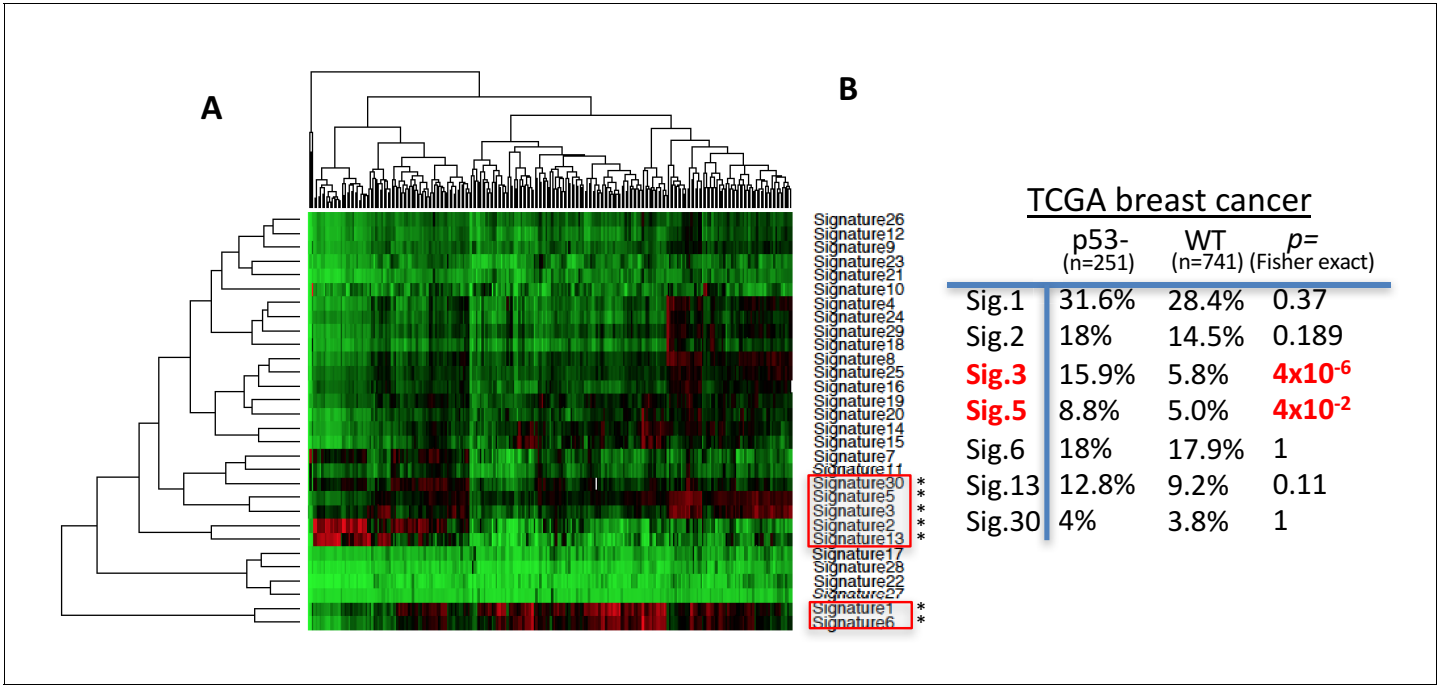 A
B
Signature26
Signature12
Signature9
Signature23
Signature21
Signature10
Signature4
Signature24
Signature29
Signature18
Signature8
Signature25
Signature16
Signature19
Signature20
Signature14
Signature15
Signature7
Signature11
Signature30 *
Signature5 *
Signature3 *
Signature2 *
Signature13 *
Signature17
Signature28
Signature22
Signature27
Signature1 *
Signature6 *
TCGA breast cancer
p53- WT p=
(n=251) (n=741) (Fisher exact)
Sig.1 31.6% 28.4% 0.37
Sig.2 18% 14.5% 0.189
Sig.3 15.9% 5.8% 4x10⁻⁶
Sig.5 8.8% 5.0% 4x10⁻²
Sig.6 18% 17.9% 1
Sig.13 12.8% 9.2% 0.11
Sig.30 4% 3.8% 1